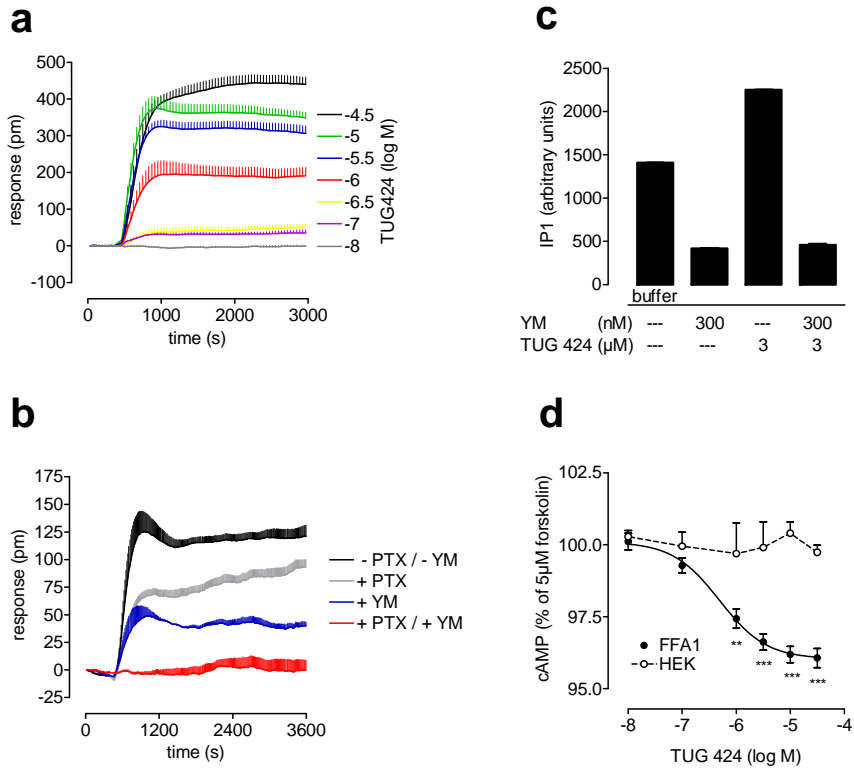 a
response (pm)
500
400
300
200
100
0
-100
0 1000 2000 3000
time (s)
-4.5
-5
-5.5
-6
-6.5
-7
-8
TUG424 (log M)
c
IP1 (arbitrary units)
2500
2000
1500
1000
500
0
buffer
YM (nM) --- 300 --- 300
TUG 424 (µM) --- --- 3 3
b
response (pm)
175
150
125
100
75
50
25
0
-25
0 1200 2400 3600
time (s)
- PTX / - YM
+ PTX
+ YM
+ PTX / + YM
d
cAMP (% of 5µM forskolin)
102.5
100.0
97.5
95.0
FFA1
HEK
**
***
***
***
-8 -7 -6 -5 -4
TUG 424 (log M)